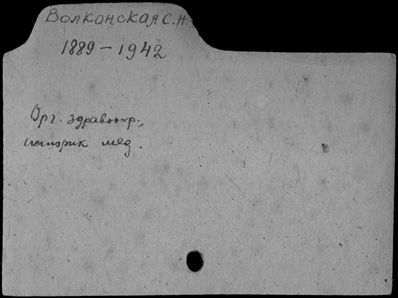 Волконская С.Н.
1889-1942
Орг. здравоохр.,
историк мед.